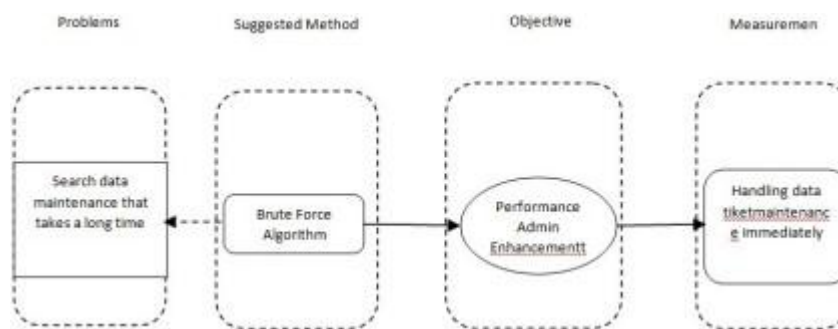 Problems
Suggested Method
Objective
Measuremen
Search data
maintenance that
takes a long time
Brute Force
Algorithm
Performance
Admin
Enhancementt
Handling data
tiketmaintenanc
e Immediately